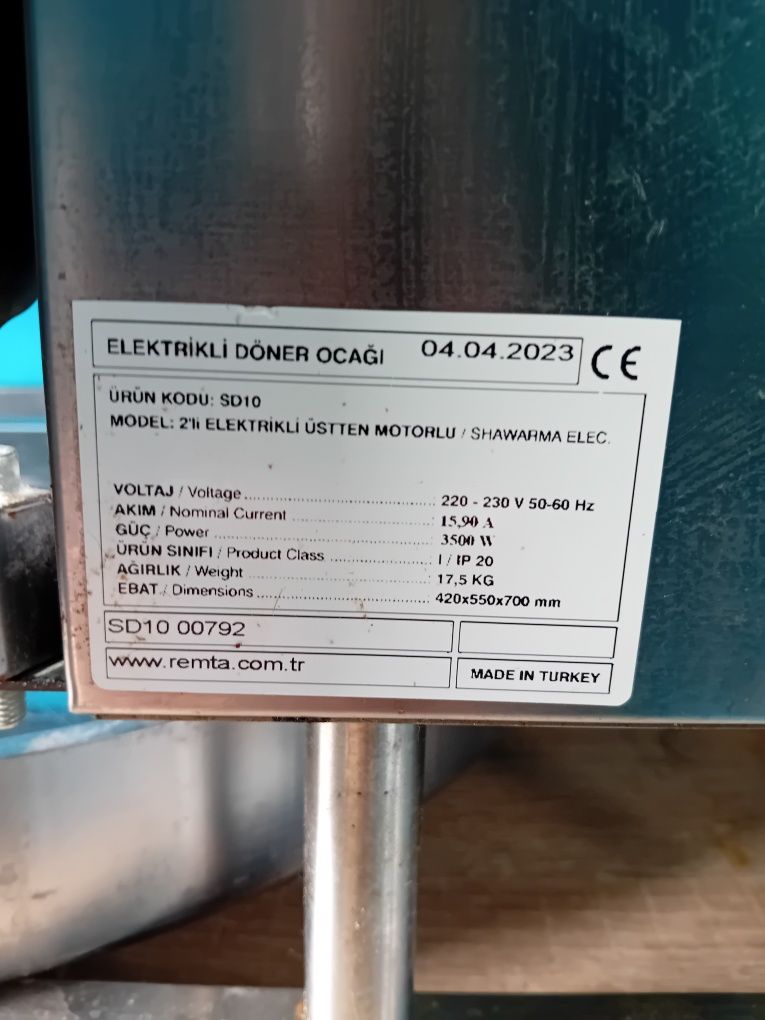 ELEKTRİKLİ DÖNER OCAĞI 04.04.2023 CE
ÜRÜN KODU: SD10
MODEL: 2'li ELEKTRİKLİ ÜSTTEN MOTORLU / SHAWARMA ELEC.
VOLTAJ / Voltage ........................... : 220 - 230 V 50-60 Hz
AKIM / Nominal Current ........................... : 15,90 A
GÜÇ / Power ........................... : 3500 W
ÜRÜN SINIFI / Product Class ........................... : I / IP 20
AĞIRLIK / Weight ........................... : 17,5 KG
EBAT / Dimensions ........................... : 420x550x700 mm
SD10 00792
www.remta.com.tr MADE IN TURKEY